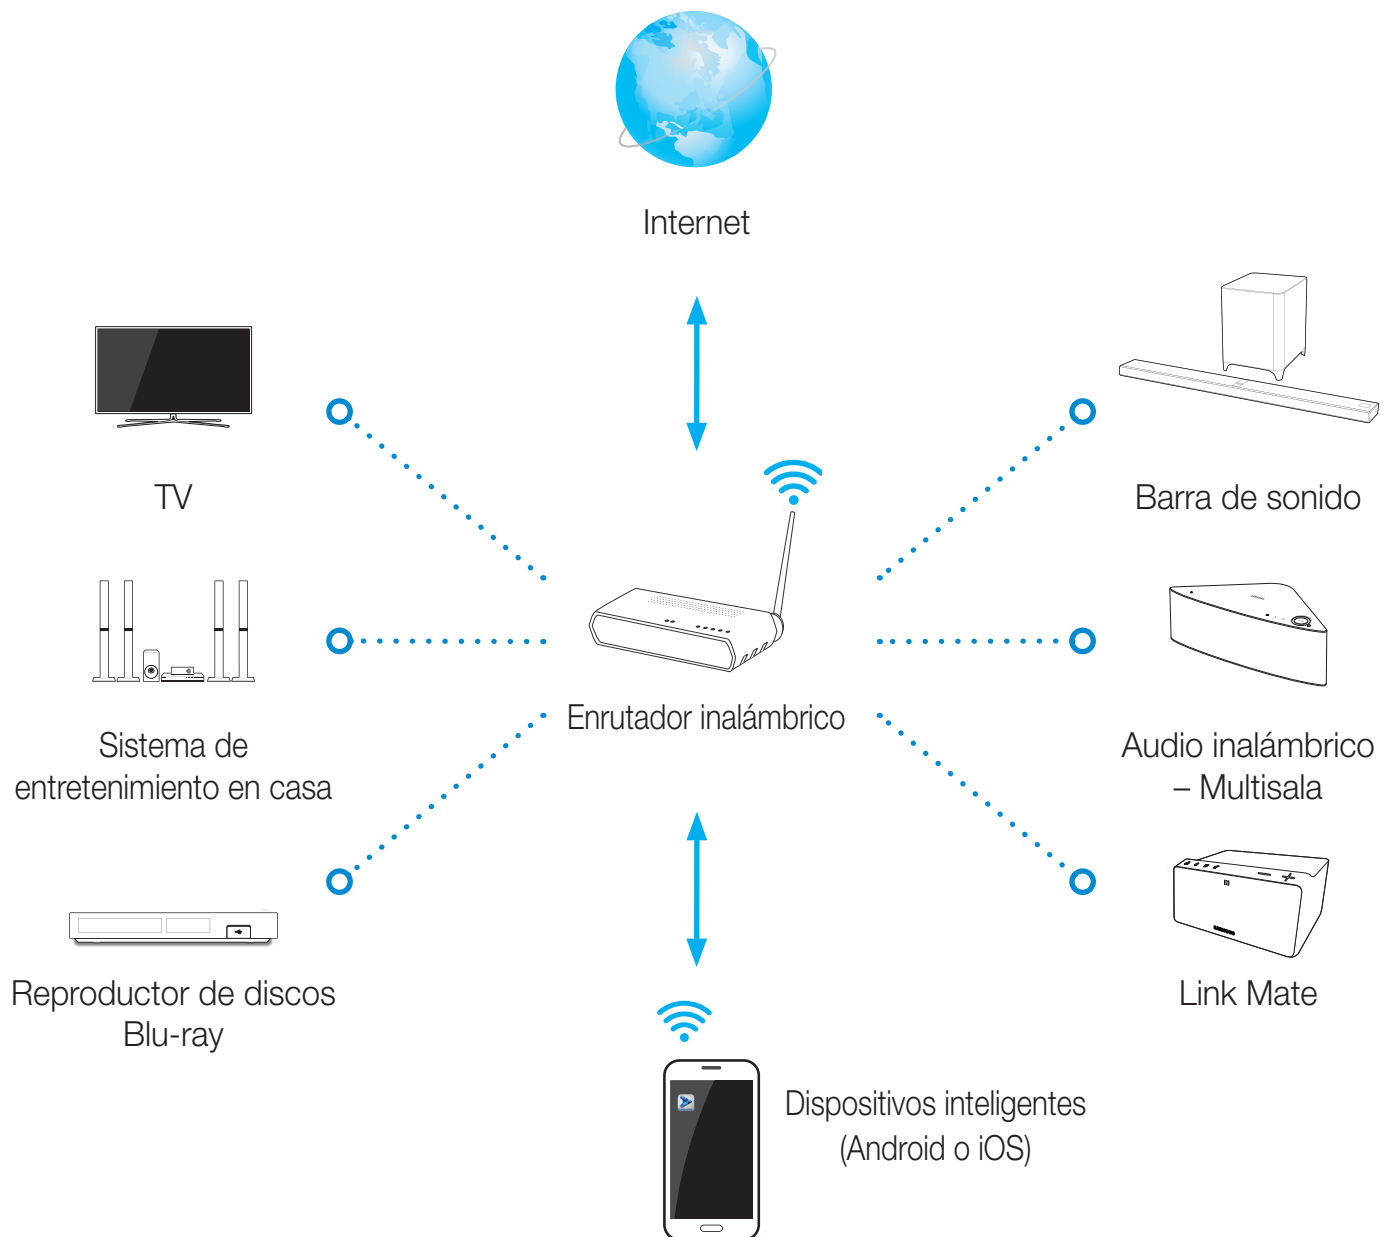 Internet
TV
Barra de sonido
Enrutador inalámbrico
Sistema de
entretenimiento en casa
Audio inalámbrico
– Multisala
Reproductor de discos
Blu-ray
Link Mate
Dispositivos inteligentes
(Android o iOS)